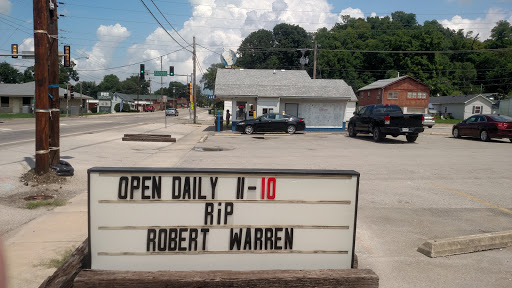 OPEN DAILY 11-10
RiP
ROBERT WARREN